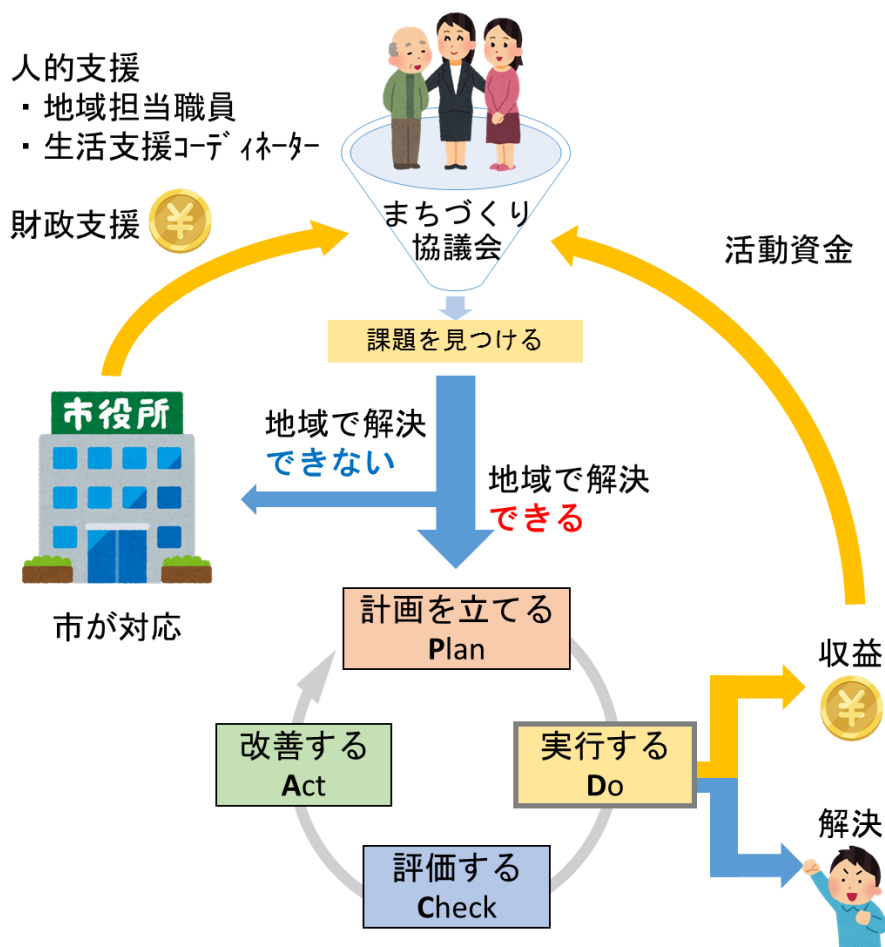 人的支援
・地域担当職員
・生活支援ｺｰﾃﾞｨﾈｰﾀｰ
財政支援
¥
まちづくり
協議会
活動資金
課題を見つける
市役所
地域で解決
できない
地域で解決
できる
市が対応
計画を立てる
Plan
収益
¥
改善する
Act
実行する
Do
解決
評価する
Check